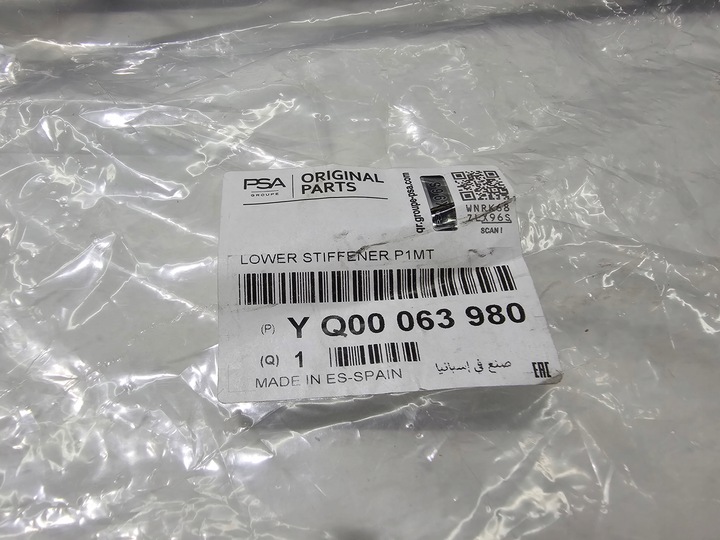 PSA
GROUPE
ORIGINAL
PARTS
qr.groupe-psa.com
WNRK68
7LX96S
SCAN !
LOWER STIFFENER P1MT
(P) Y Q00 063 980
(Q) 1
MADE IN ES-SPAIN
صنع في إسبانيا
EAC